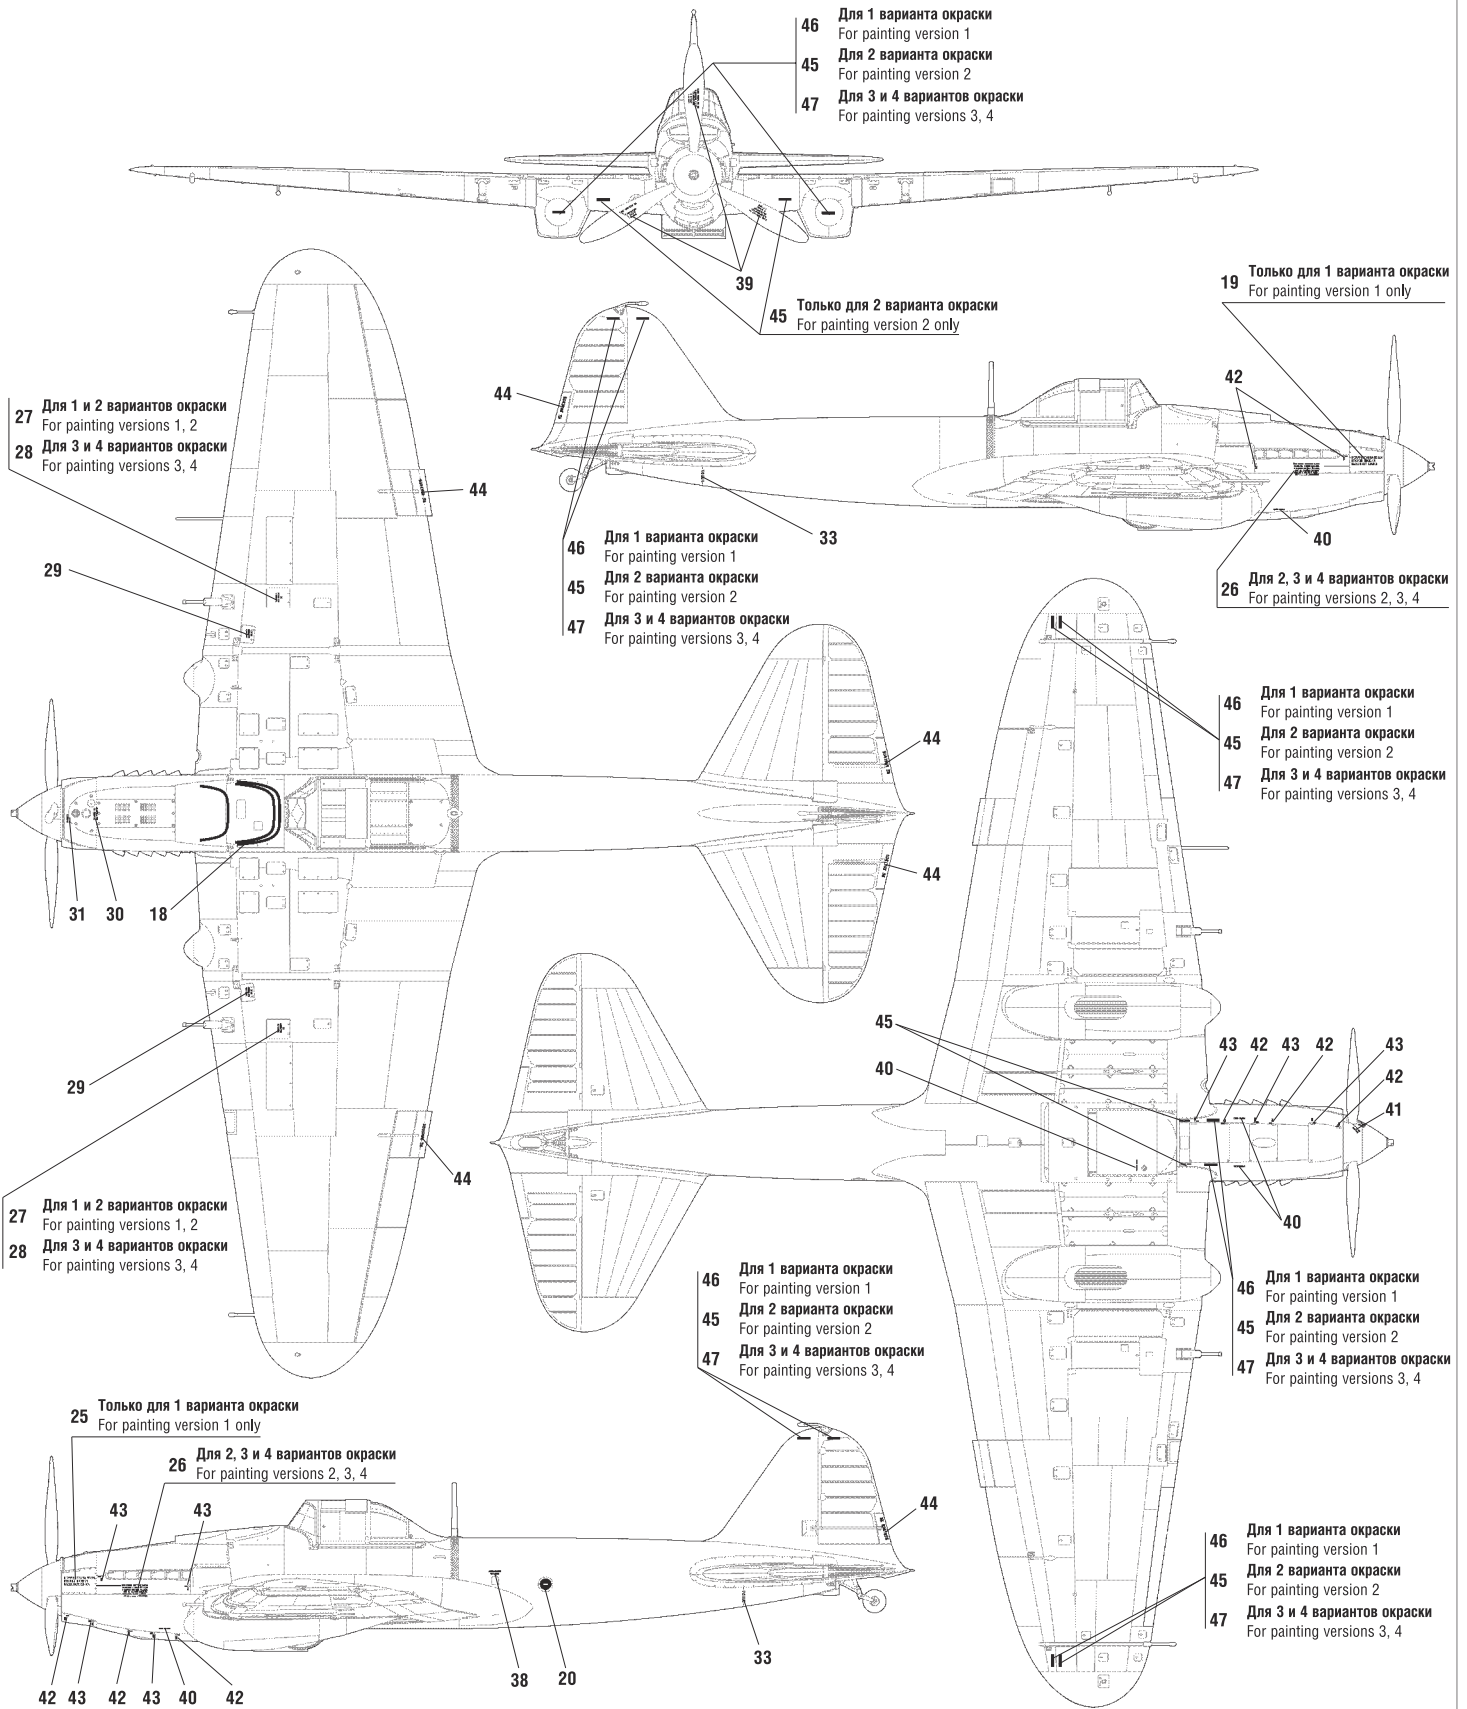 46 Для 1 варианта окраски
For painting version 1
45 Для 2 варианта окраски
For painting version 2
47 Для 3 и 4 вариантов окраски
For painting versions 3, 4
39
45 Только для 2 варианта окраски
For painting version 2 only
19 Только для 1 варианта окраски
For painting version 1 only
42
44
27 Для 1 и 2 вариантов окраски
For painting versions 1, 2
28 Для 3 и 4 вариантов окраски
For painting versions 3, 4
44
33
40
46 Для 1 варианта окраски
For painting version 1
45 Для 2 варианта окраски
For painting version 2
47 Для 3 и 4 вариантов окраски
For painting versions 3, 4
26 Для 2, 3 и 4 вариантов окраски
For painting versions 2, 3, 4
29
46 Для 1 варианта окраски
For painting version 1
45 Для 2 варианта окраски
For painting version 2
47 Для 3 и 4 вариантов окраски
For painting versions 3, 4
44
44
31 30 18
45
43 42 43 42 43
40
42
41
29
44
27 Для 1 и 2 вариантов окраски
For painting versions 1, 2
28 Для 3 и 4 вариантов окраски
For painting versions 3, 4
40
46 Для 1 варианта окраски
For painting version 1
45 Для 2 варианта окраски
For painting version 2
47 Для 3 и 4 вариантов окраски
For painting versions 3, 4
46 Для 1 варианта окраски
For painting version 1
45 Для 2 варианта окраски
For painting version 2
47 Для 3 и 4 вариантов окраски
For painting versions 3, 4
25 Только для 1 варианта окраски
For painting version 1 only
26 Для 2, 3 и 4 вариантов окраски
For painting versions 2, 3, 4
43 43
44
46 Для 1 варианта окраски
For painting version 1
45 Для 2 варианта окраски
For painting version 2
47 Для 3 и 4 вариантов окраски
For painting versions 3, 4
33
38 20
42 43 42 43 40 42